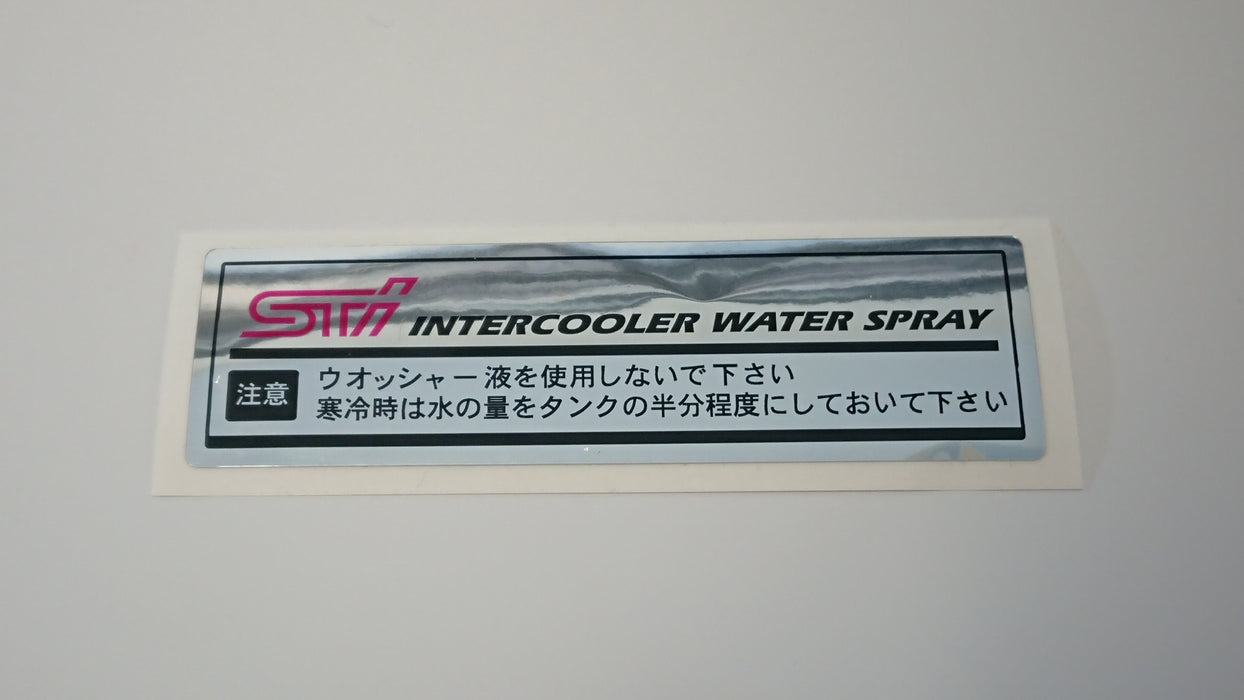 STi INTERCOOLER WATER SPRAY
注意
ウオッシャー液を使用しないで下さい
寒冷時は水の量をタンクの半分程度にしておいて下さい